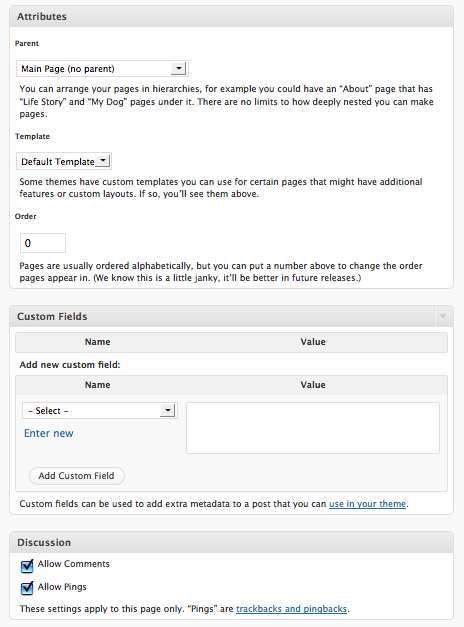 Attributes
Parent
Main Page (no parent)
You can arrange your pages in hierarchies, for example you could have an “About” page that has
“Life Story” and “My Dog” pages under it. There are no limits to how deeply nested you can make
pages.
Template
Default Template
Some themes have custom templates you can use for certain pages that might have additional
features or custom layouts. If so, you’ll see them above.
Order
0
Pages are usually ordered alphabetically, but you can put a number above to change the order
pages appear in. (We know this is a little janky, it’ll be better in future releases.)
Custom Fields
Name Value
Add new custom field:
Name Value
– Select –
Enter new
Add Custom Field
Custom fields can be used to add extra metadata to a post that you can use in your theme.
Discussion
Allow Comments
Allow Pings
These settings apply to this page only. “Pings” are trackbacks and pingbacks.